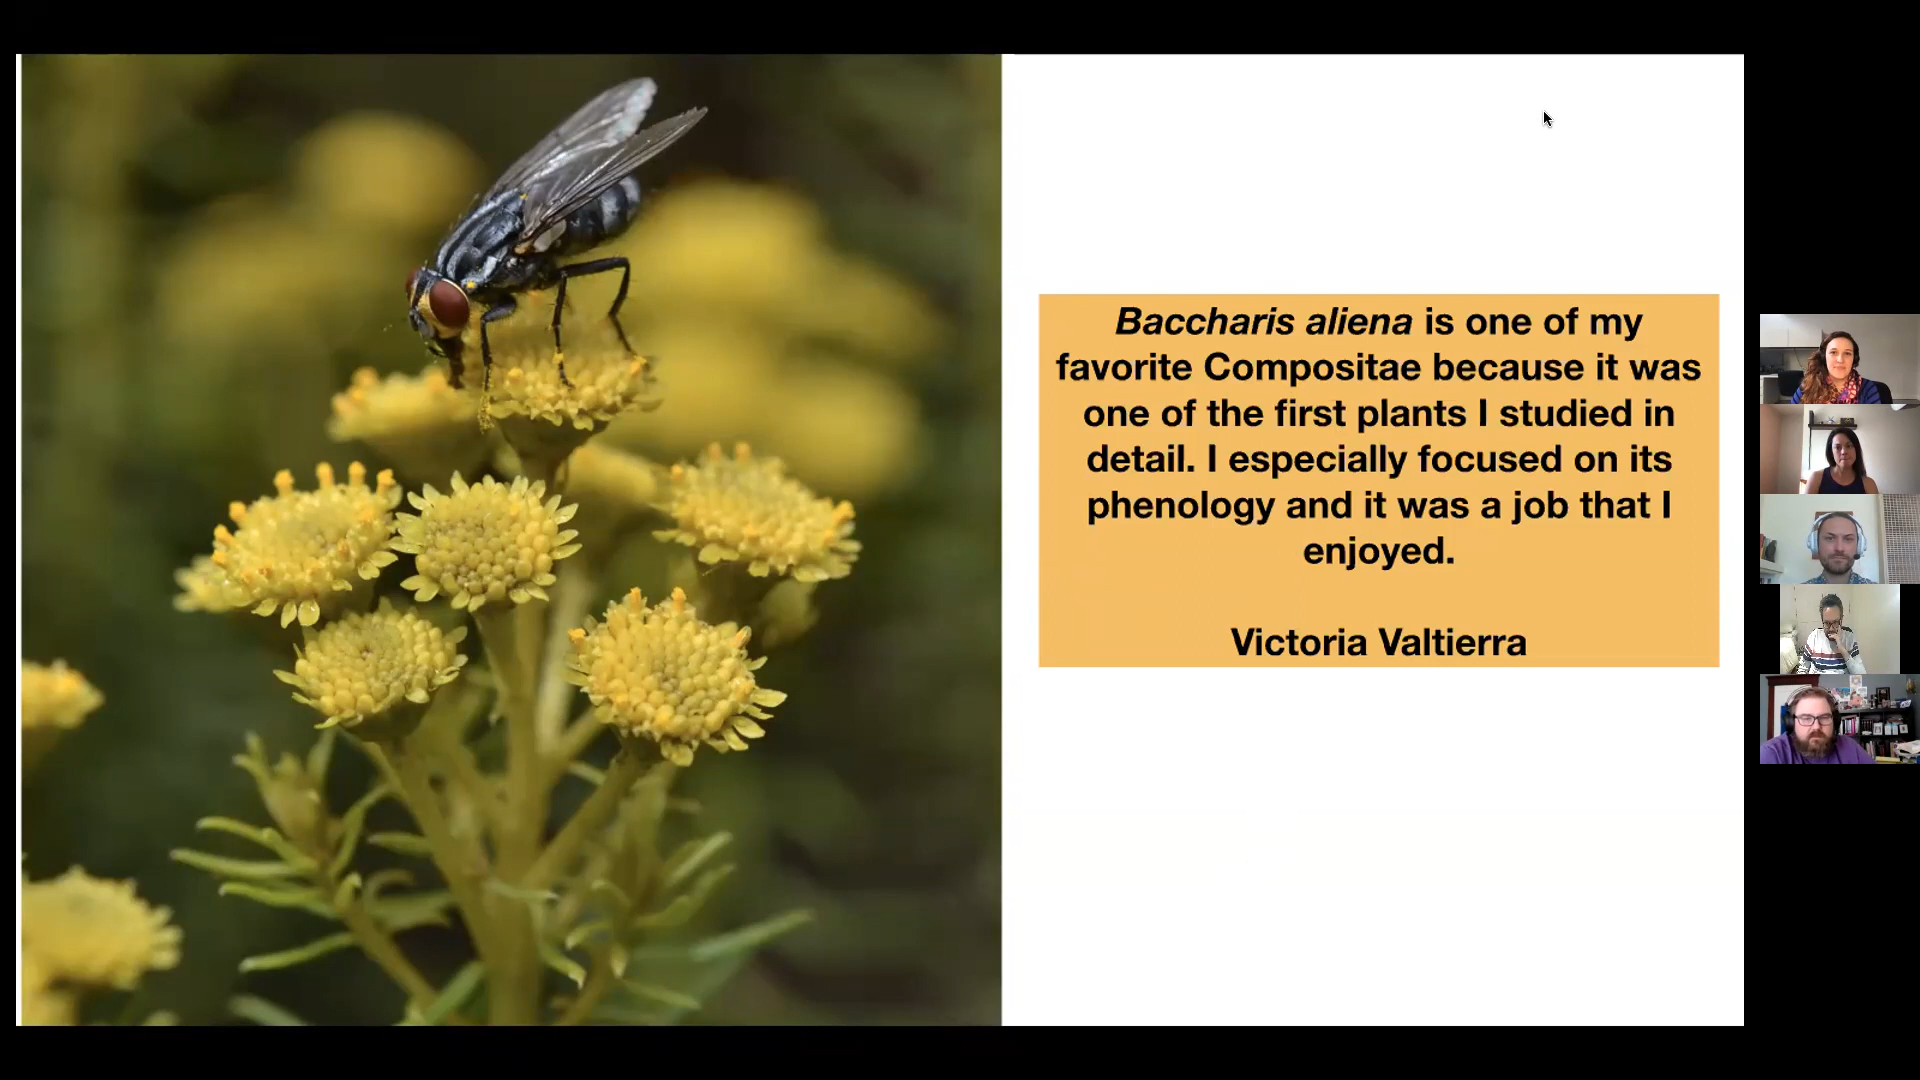 Baccharis aliena is one of my
favorite Compositae because it was
one of the first plants I studied in
detail. I especially focused on its
phenology and it was a job that I
enjoyed.
Victoria Valtierra